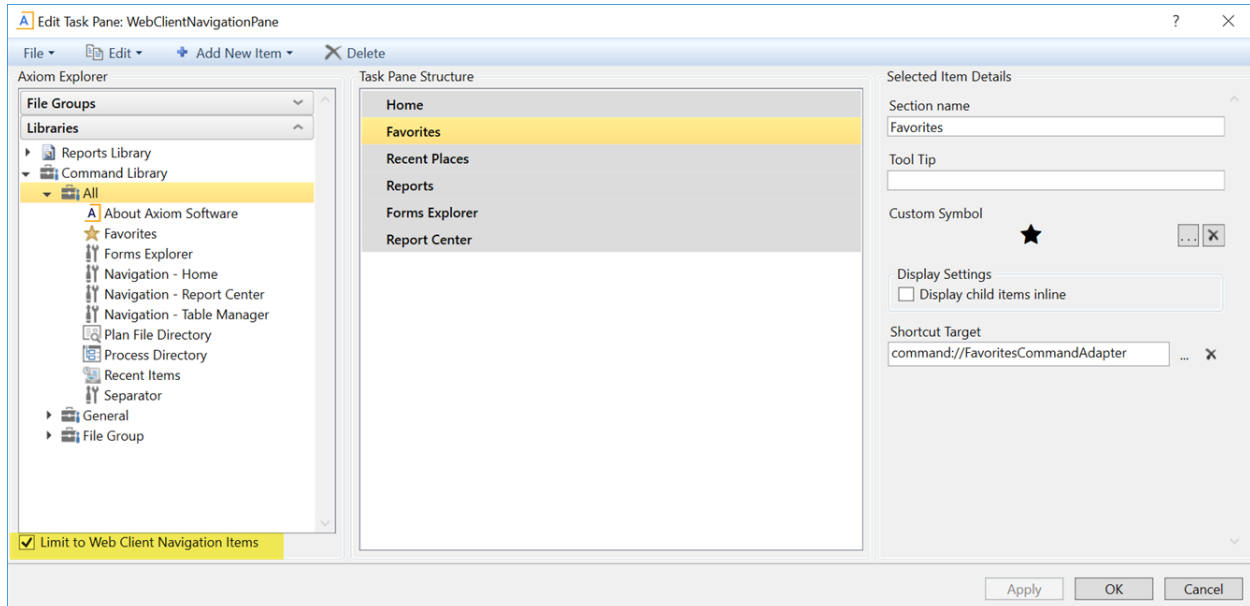 A Edit Task Pane: WebClientNavigationPane ?
File Edit Add New Item Delete
Axiom Explorer
File Groups
Libraries
Reports Library
Command Library
All
A About Axiom Software
Favorites
Forms Explorer
Navigation - Home
Navigation - Report Center
Navigation - Table Manager
Plan File Directory
Process Directory
Recent Items
Separator
General
File Group
Limit to Web Client Navigation Items
Task Pane Structure
Home
Favorites
Recent Places
Reports
Forms Explorer
Report Center
Selected Item Details
Section name
Favorites
Tool Tip
Custom Symbol
...
Display Settings
Display child items inline
Shortcut Target
command://FavoritesCommandAdapter ...
Apply OK Cancel